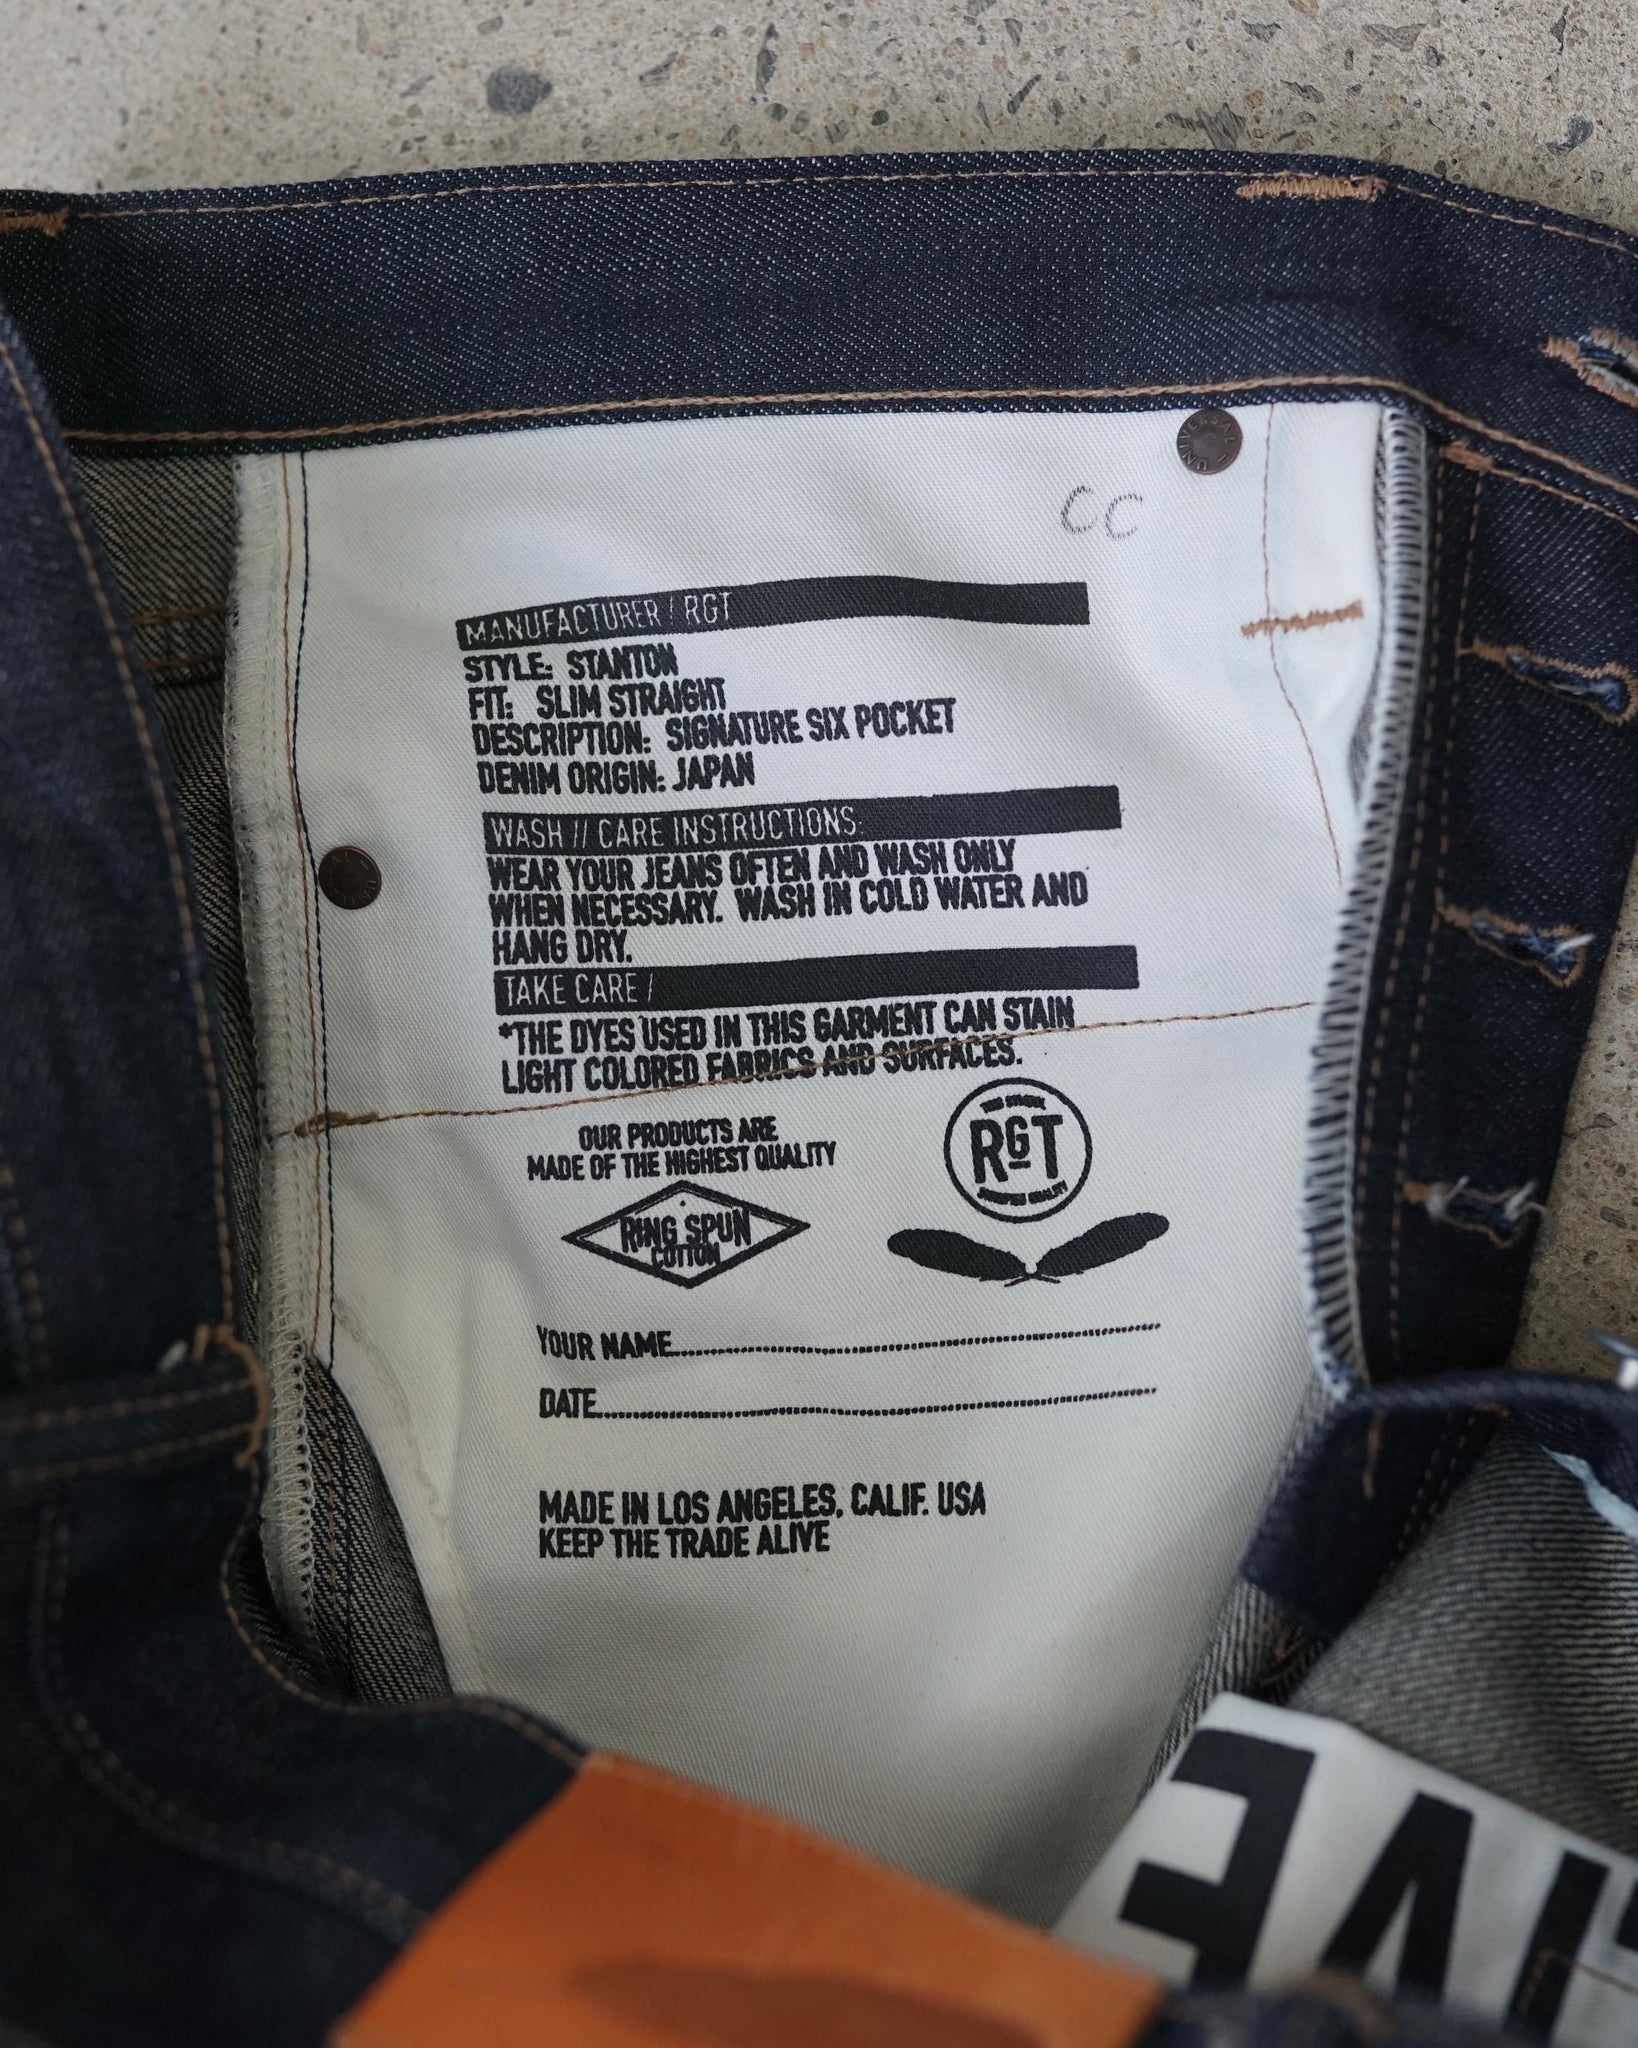 UNIVERSAL
CC
MANUFACTURER / RGT
STYLE: STANTON
FIT: SLIM STRAIGHT
DESCRIPTION: SIGNATURE SIX POCKET
DENIM ORIGIN: JAPAN
WASH // CARE INSTRUCTIONS:
WEAR YOUR JEANS OFTEN AND WASH ONLY
WHEN NECESSARY. WASH IN COLD WATER AND
HANG DRY.
TAKE CARE /
*THE DYES USED IN THIS GARMENT CAN STAIN
LIGHT COLORED FABRICS AND SURFACES.
OUR PRODUCTS ARE
MADE OF THE HIGHEST QUALITY
RING SPUN
COTTON
RGT
QUALITY
YOUR NAME
DATE
MADE IN LOS ANGELES, CALIF. USA
KEEP THE TRADE ALIVE